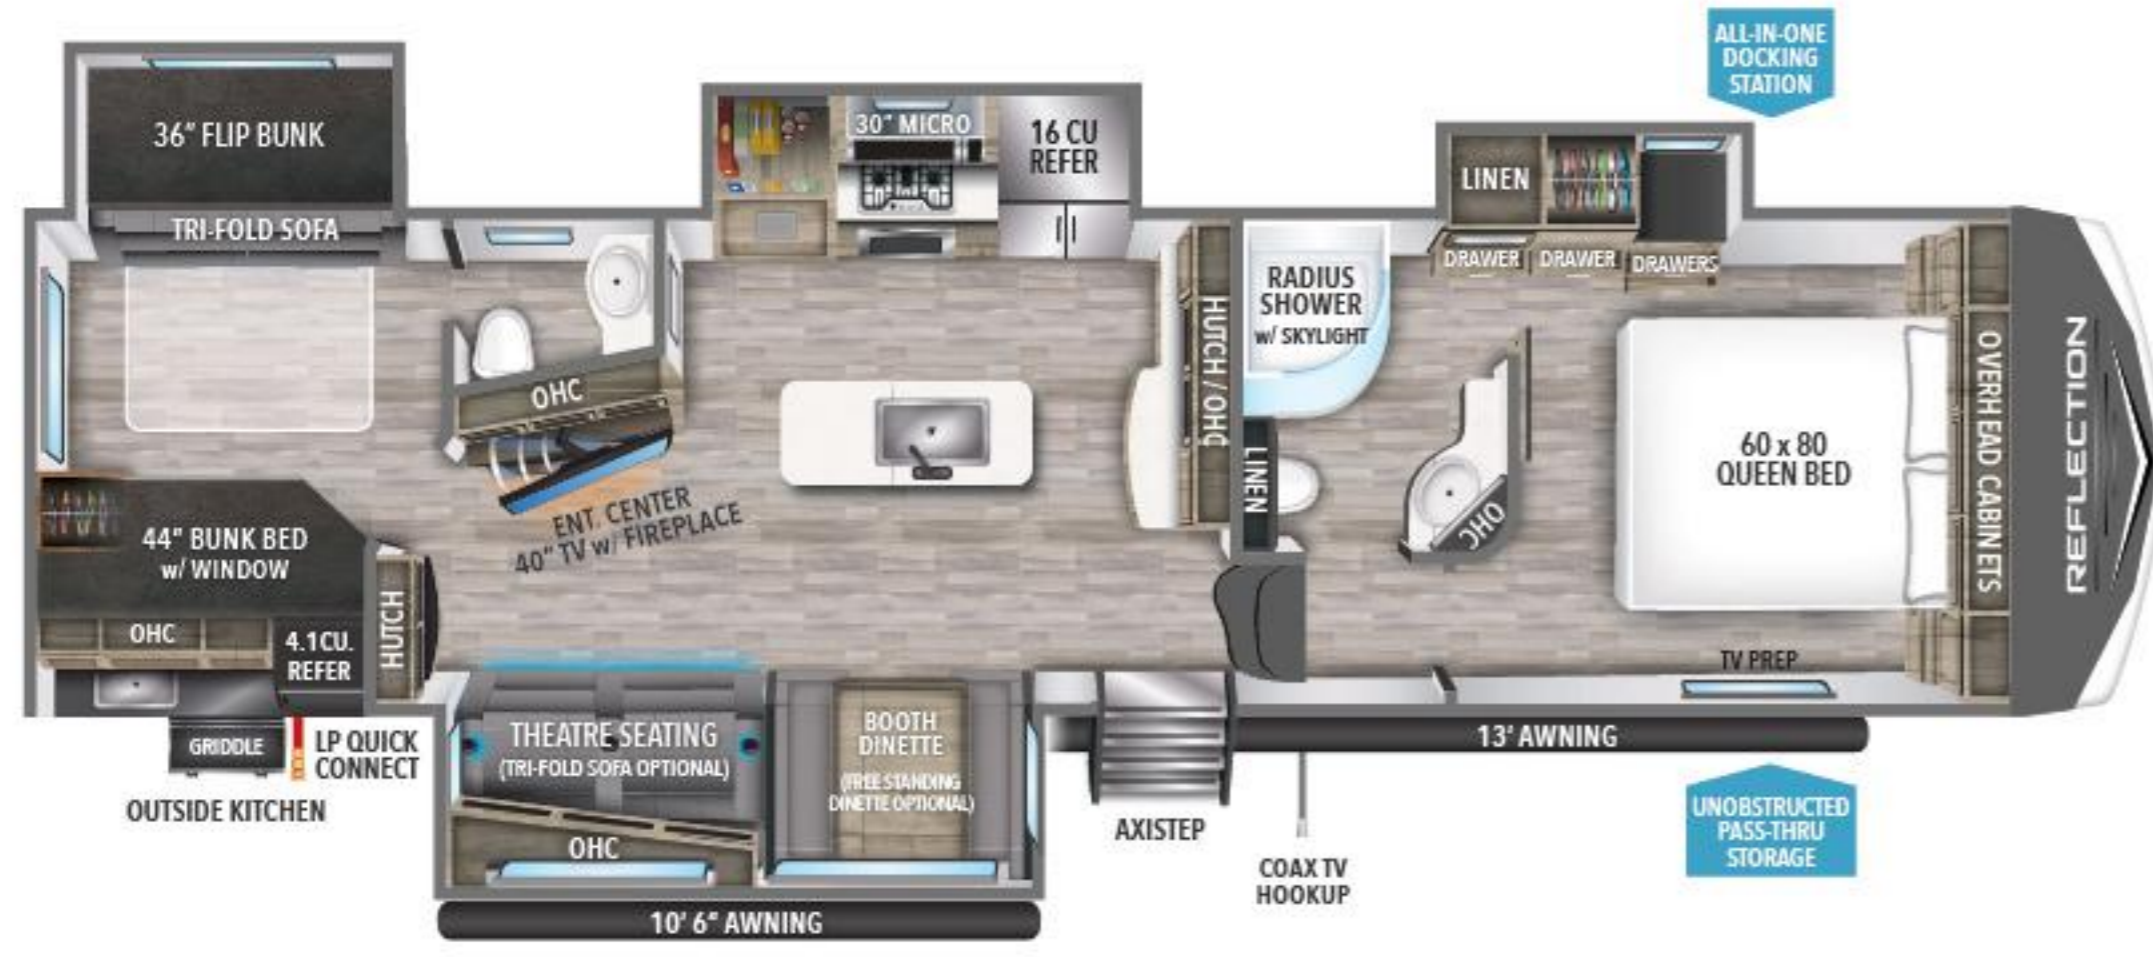 ALL-IN-ONE
DOCKING
STATION
36" FLIP BUNK
TRI-FOLD SOFA
30" MICRO
16 CU
REFER
LINEN
DRAWER
DRAWER
DRAWERS
RADIUS
SHOWER
w/ SKYLIGHT
HUTCH / OHC
OHC
ENT. CENTER
40" TV w/ FIREPLACE
LINEN
OHC
60 x 80
QUEEN BED
OVERHEAD CABINETS
REFLECTION
44" BUNK BED
w/ WINDOW
HUTCH
OHC
4.1CU.
REFER
TV PREP
GRIDDLE
LP QUICK
CONNECT
OUTSIDE KITCHEN
THEATRE SEATING
(TRI-FOLD SOFA OPTIONAL)
OHC
BOOTH
DINETTE
(FREE STANDING
DINETTE OPTIONAL)
13' AWNING
AXISTEP
COAX TV
HOOKUP
UNOBSTRUCTED
PASS-THRU
STORAGE
10' 6" AWNING